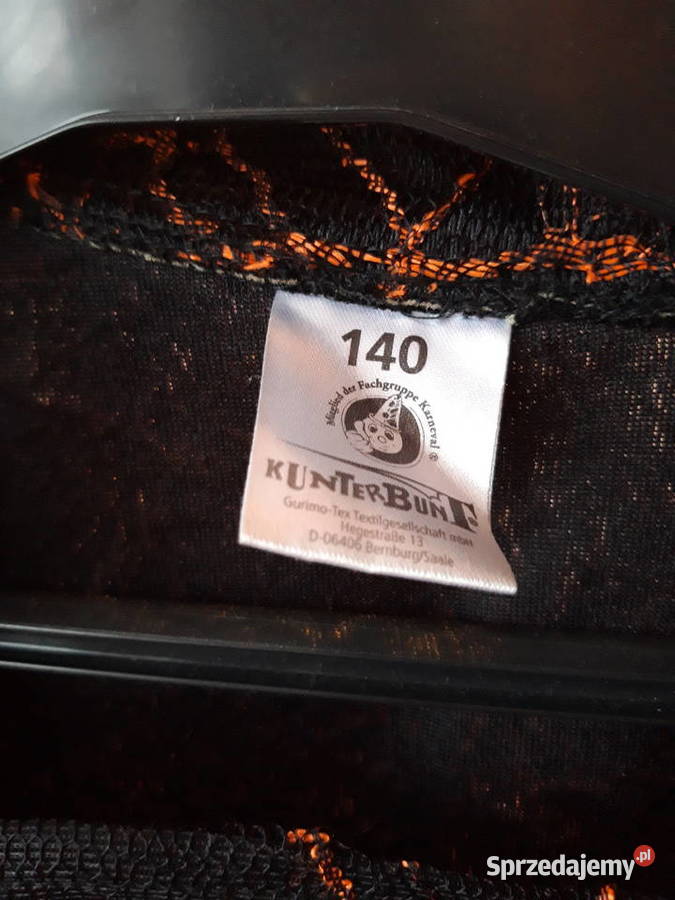 140
Mitglied der Fachgruppe Karneval ®
KUNTERBUNT
Gurimo-Tex Textilgesellschaft mbH
Hegestraße 13
D-06406 Bernburg/Saale
Sprzedajemy.pl